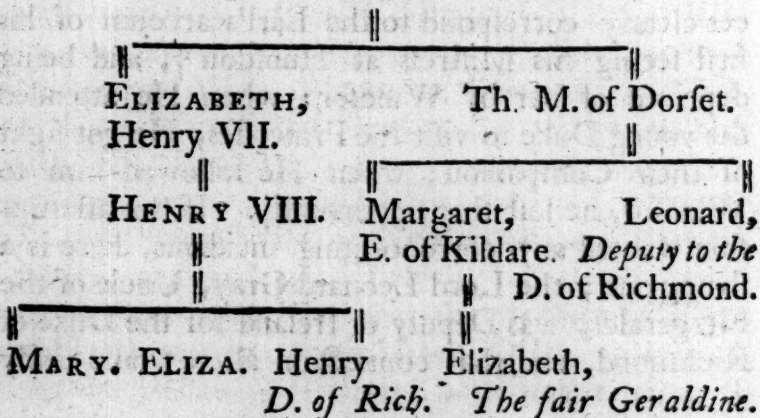 ELIZABETH, Th. M. of Dorſet.
Henry VII.
HENRY VIII. Margaret, Leonard,
E. of Kildare. Deputy to the
D. of Richmond.
MARY. ELIZA. Henry Elizabeth,
D. of Rich. The fair Geraldine.